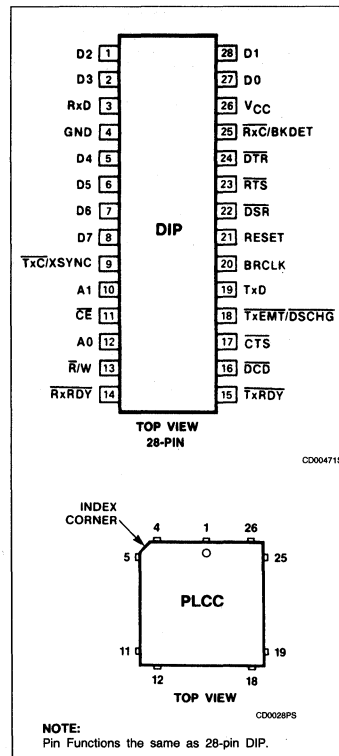 D2 1 28 D1
D3 2 27 D0
RxD 3 26 VCC
GND 4 25 RxC/BKDET
D4 5 24 DTR
D5 6 23 RTS
D6 7 22 DSR
DIP
D7 8 21 RESET
TxC/XSYNC 9 20 BRCLK
A1 10 19 TxD
CE 11 18 TxEMT/DSCHG
A0 12 17 CTS
R/W 13 16 DCD
RxRDY 14 15 TxRDY
TOP VIEW
28-PIN
CD004715
INDEX
CORNER
4 1 26
5 25
PLCC
11 19
12 18
TOP VIEW
CD0028PS
NOTE:
Pin Functions the same as 28-pin DIP.